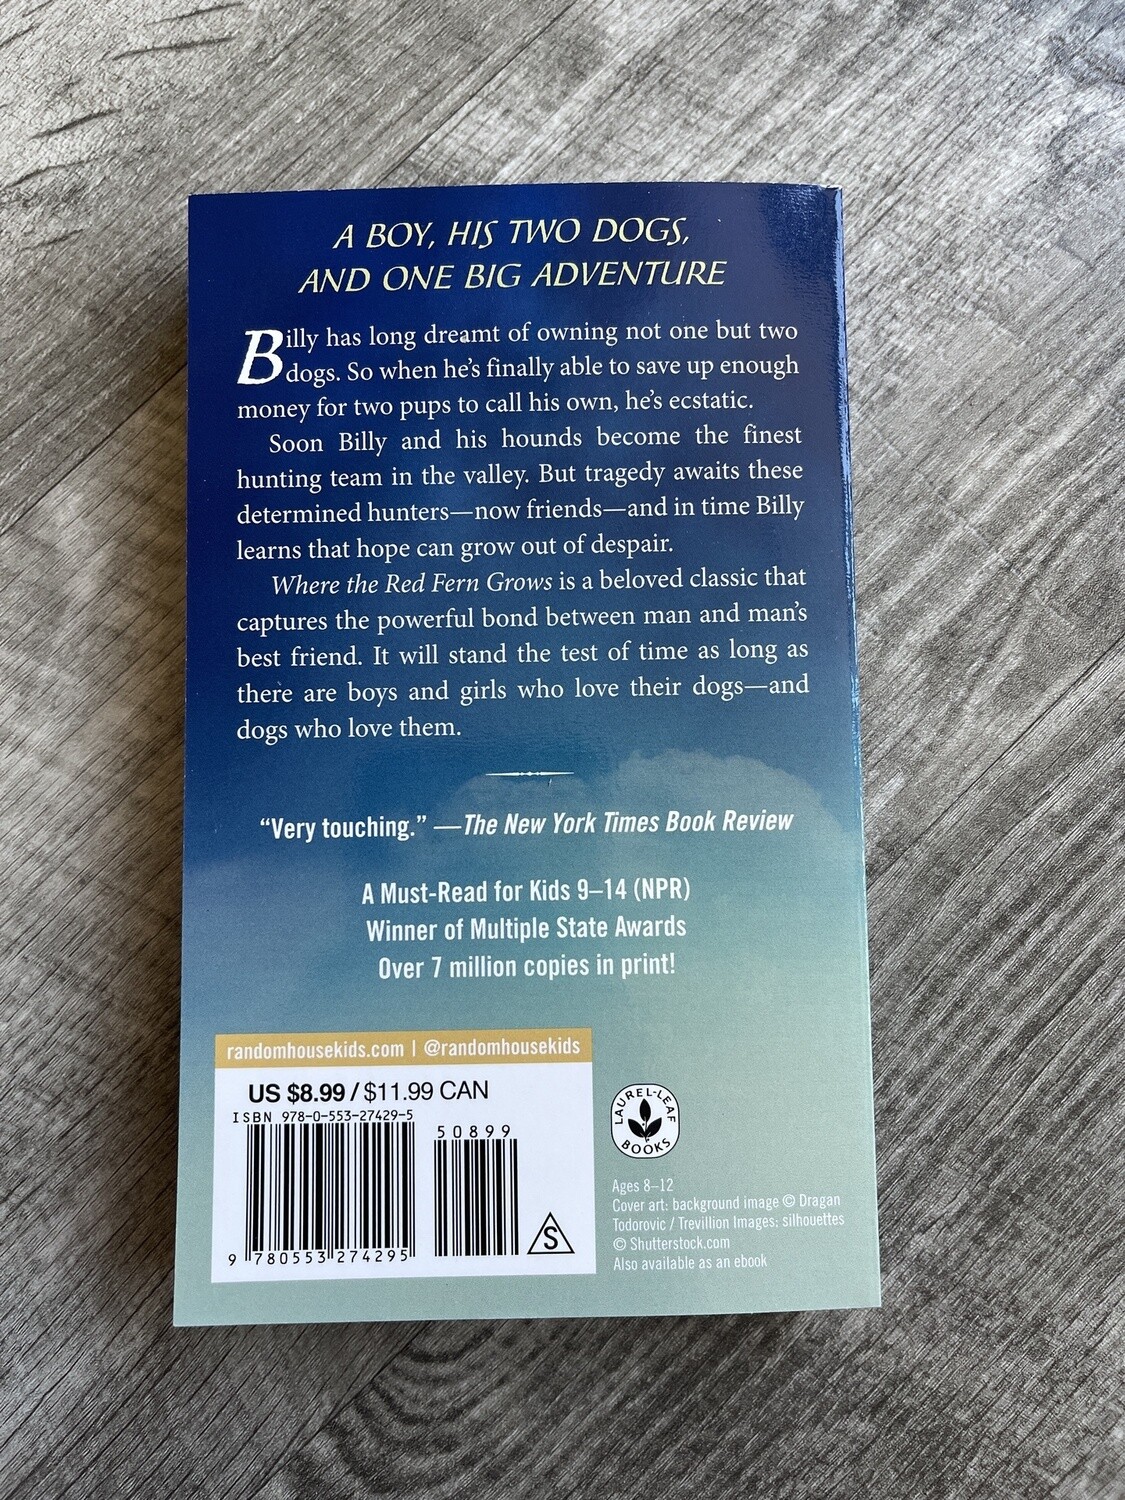 A BOY, HIS TWO DOGS,
AND ONE BIG ADVENTURE
Billy has long dreamt of owning not one but two
dogs. So when he's finally able to save up enough
money for two pups to call his own, he's ecstatic.
Soon Billy and his hounds become the finest
hunting team in the valley. But tragedy awaits these
determined hunters—now friends—and in time Billy
learns that hope can grow out of despair.
Where the Red Fern Grows is a beloved classic that
captures the powerful bond between man and man's
best friend. It will stand the test of time as long as
there are boys and girls who love their dogs—and
dogs who love them.
“Very touching.” —The New York Times Book Review
A Must-Read for Kids 9–14 (NPR)
Winner of Multiple State Awards
Over 7 million copies in print!
randomhousekids.com | @randomhousekids
US $8.99 / $11.99 CAN
ISBN 978-0-553-27429-5
50899
9 780553 274295
S
LAUREL-LEAF
BOOKS
Ages 8–12
Cover art: background image © Dragan
Todorovic / Trevillion Images; silhouettes
© Shutterstock.com
Also available as an ebook